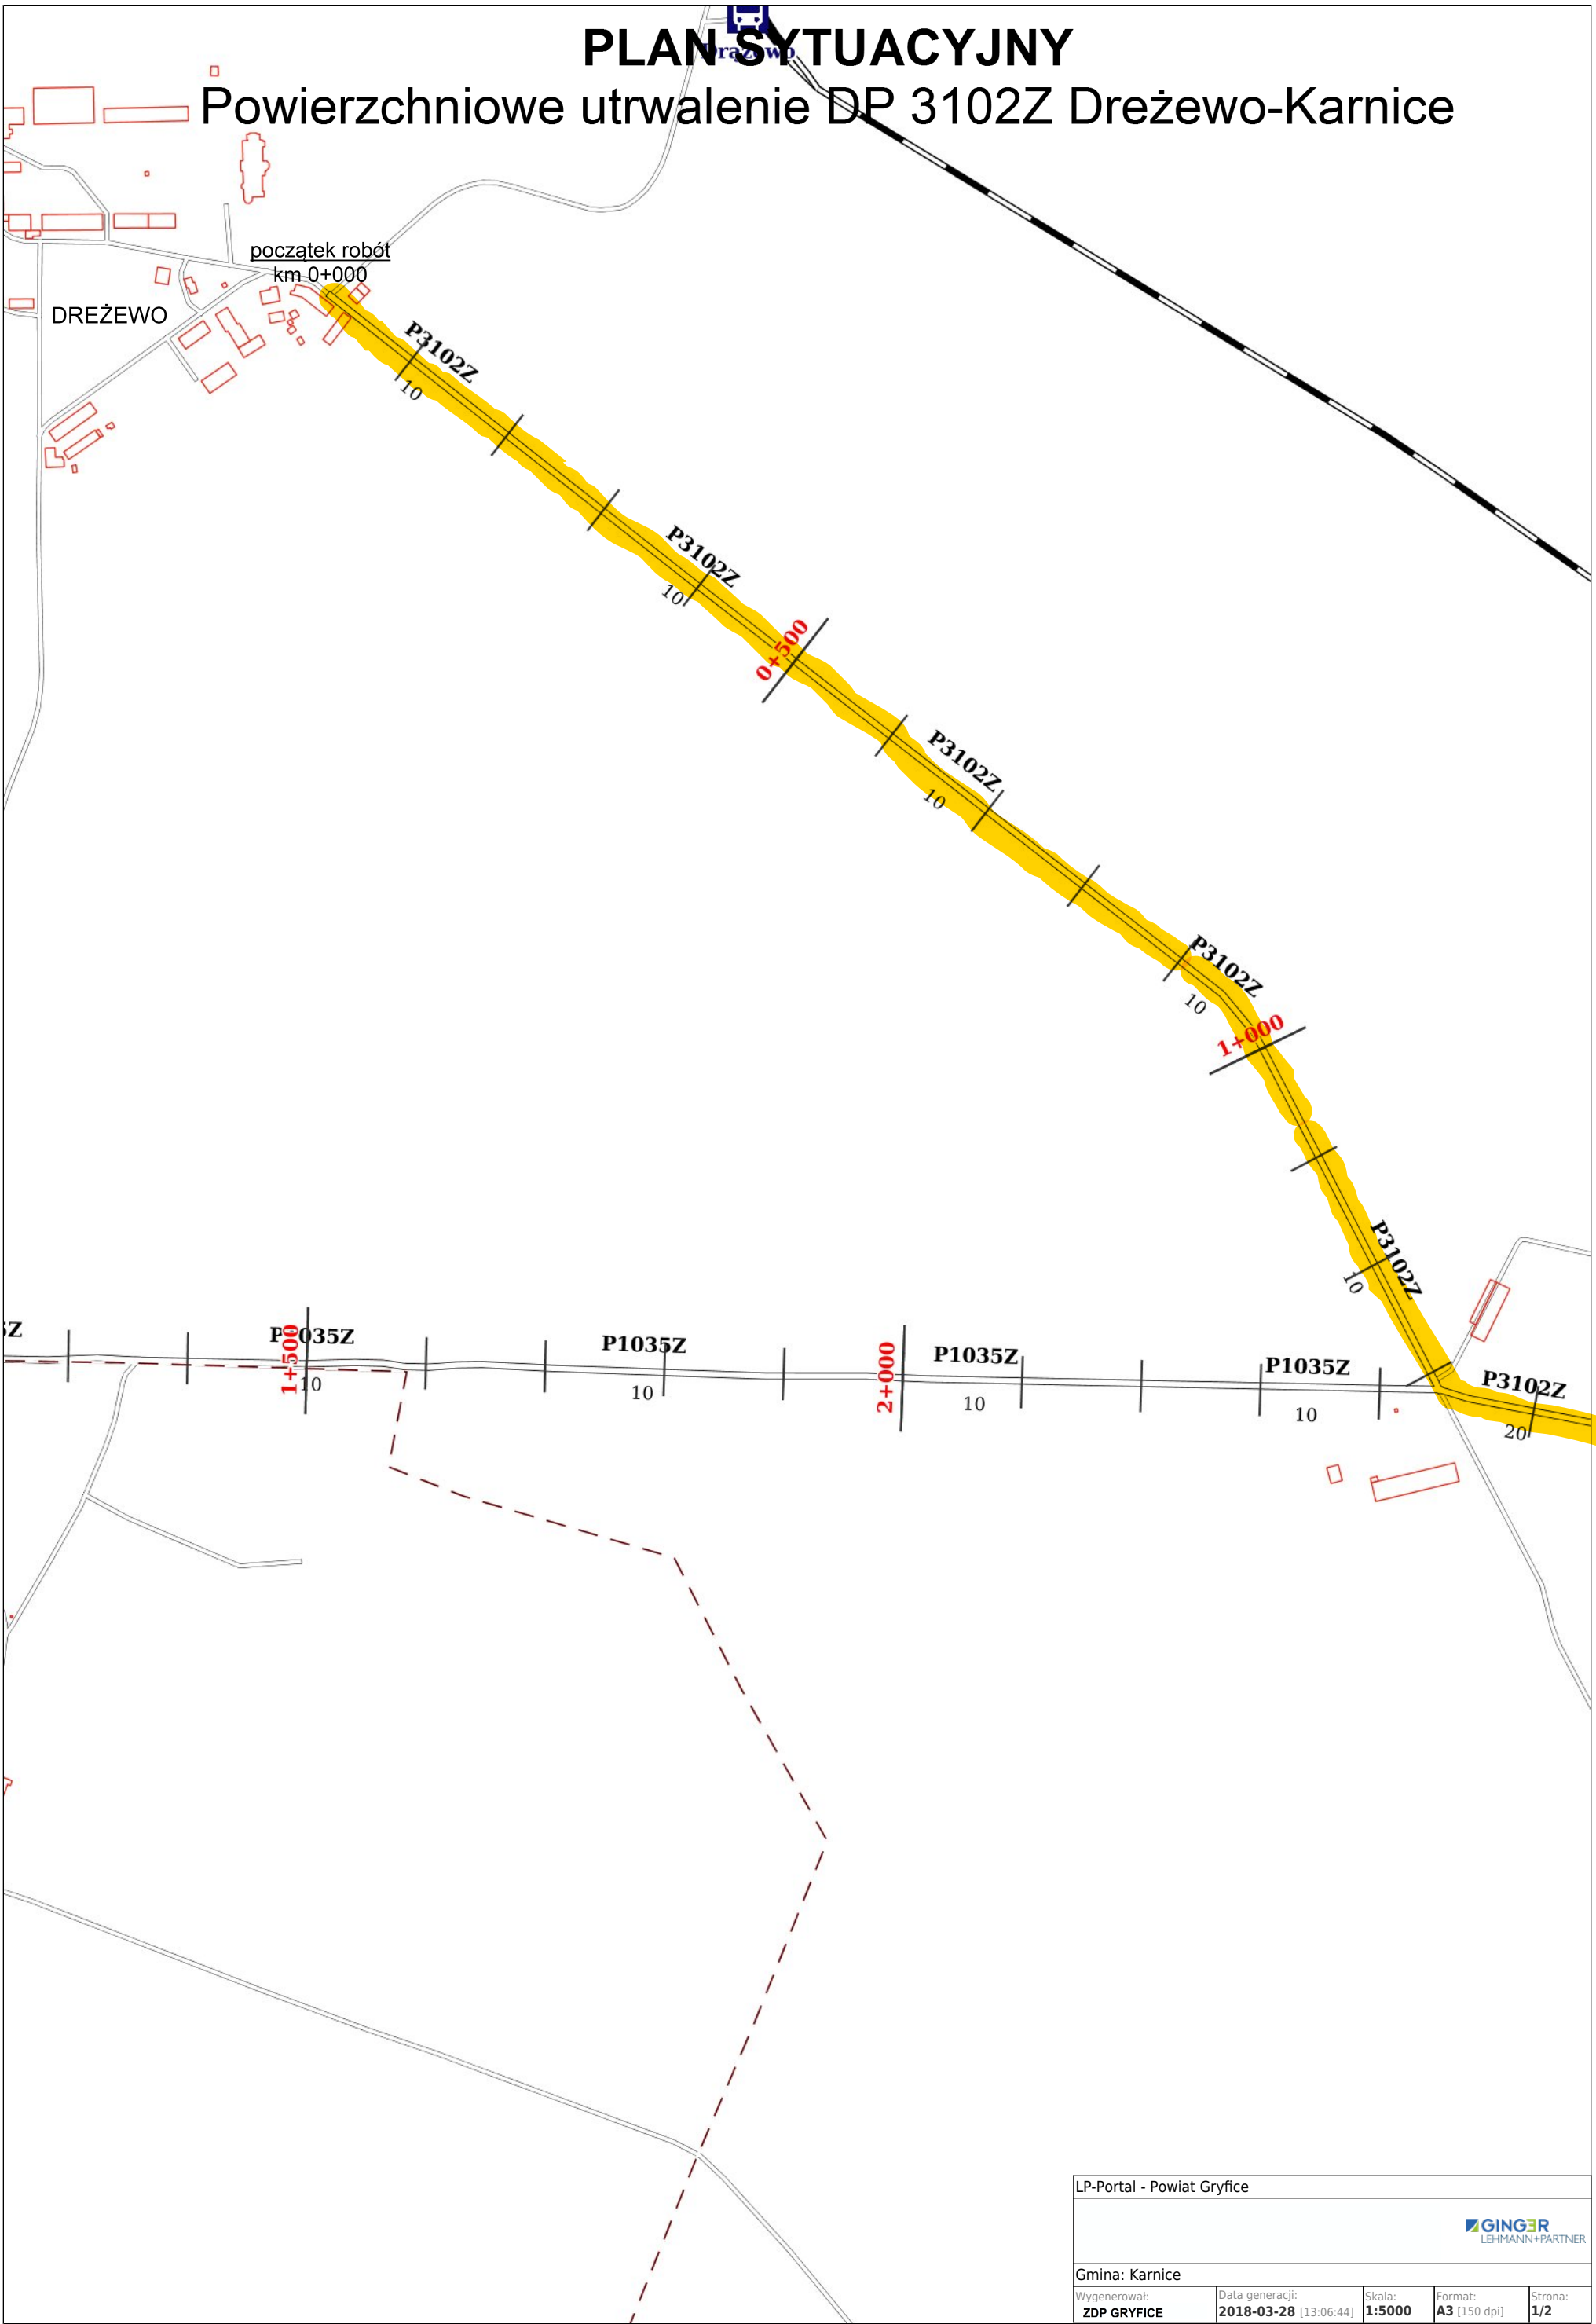 PLAN SYTUACYJNY
Drążewo
Powierzchniowe utrwalenie DP 3102Z Dreżewo-Karnice
początek robót
km 0+000
DREŻEWO
P3102Z
10
P3102Z
10
0+500
P3102Z
10
P3102Z
10
1+000
P3102Z
10
5Z
P1035Z
1+500
10
P1035Z
10
2+000
P1035Z
10
P1035Z
10
P3102Z
20
LP-Portal - Powiat Gryfice
GINGER
LEHMANN+PARTNER
Gmina: Karnice
Wygenerował: Data generacji: Skala: Format: Strona:
ZDP GRYFICE 2018-03-28 [13:06:44] 1:5000 A3 [150 dpi] 1/2